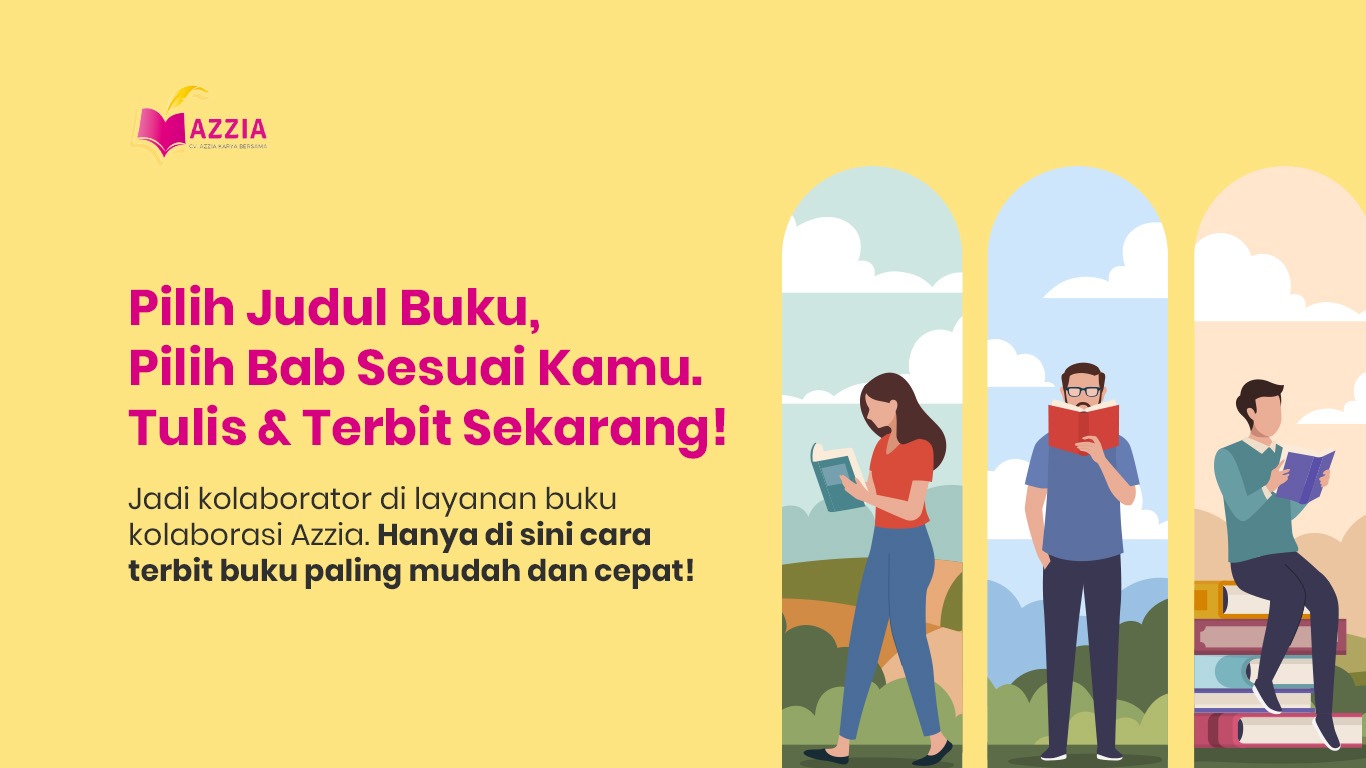 AZZIA
CV. AZZIA KARYA BERSAMA
Pilih Judul Buku,
Pilih Bab Sesuai Kamu.
Tulis & Terbit Sekarang!
Jadi kolaborator di layanan buku
kolaborasi Azzia. Hanya di sini cara
terbit buku paling mudah dan cepat!